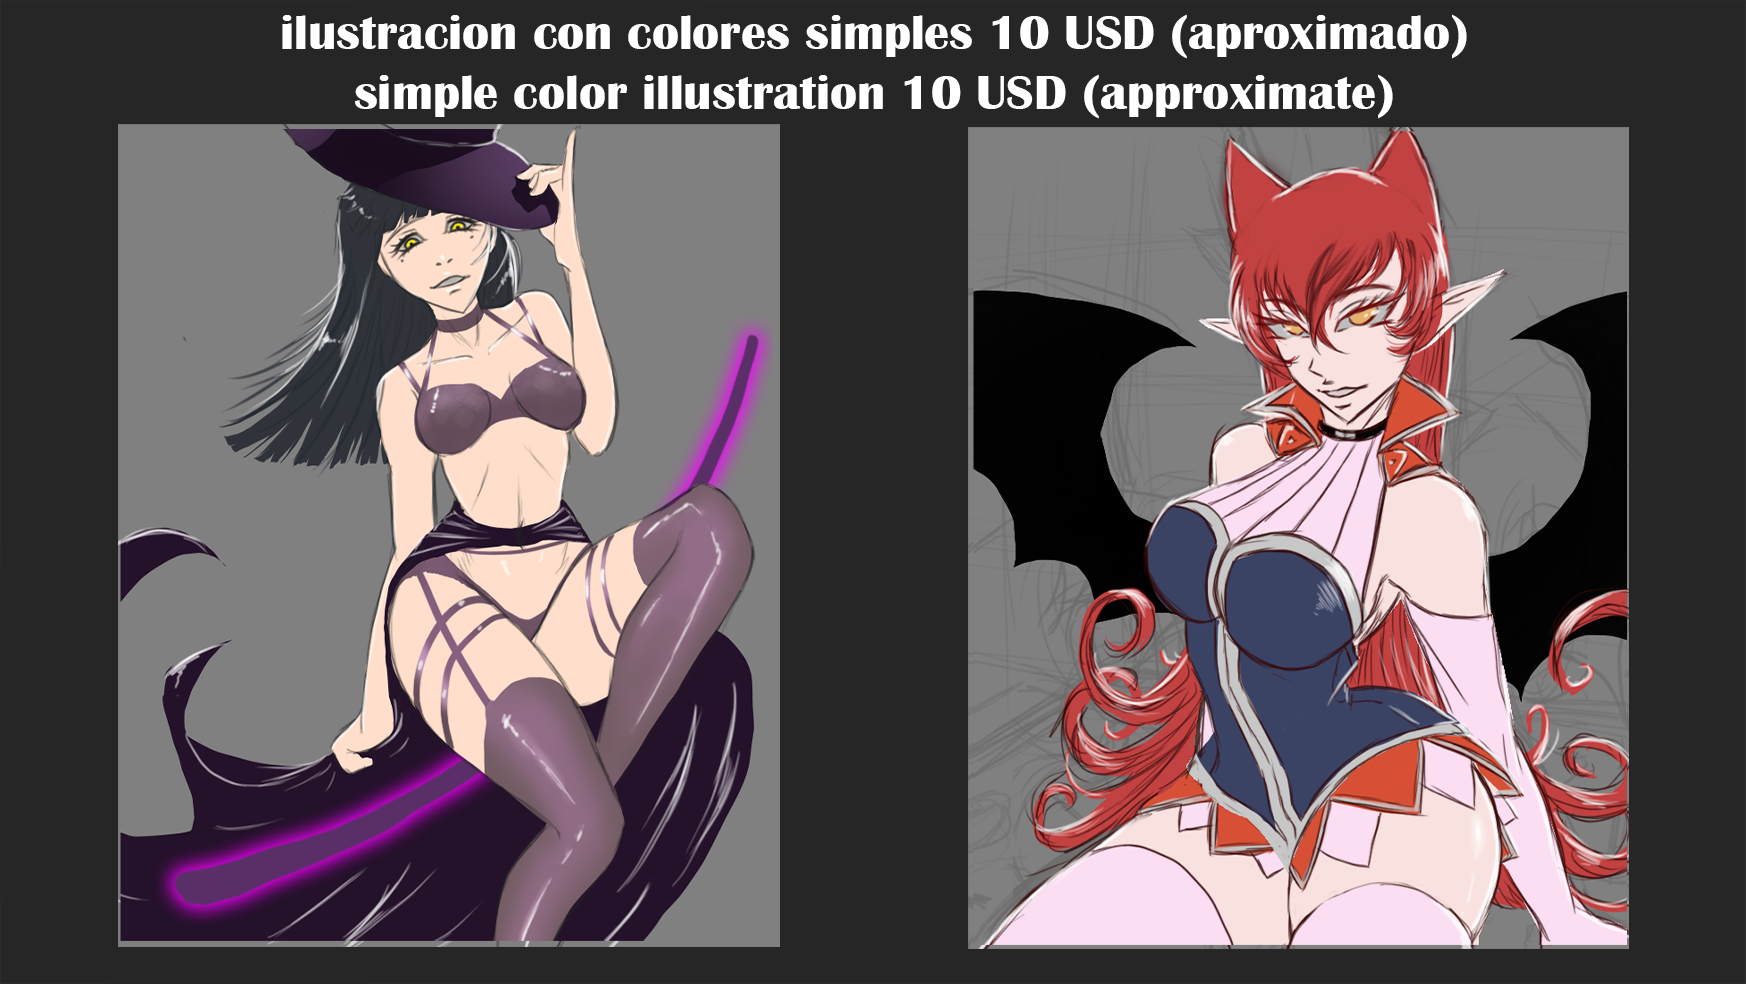 ilustracion con colores simples 10 USD (aproximado)
simple color illustration 10 USD (approximate)